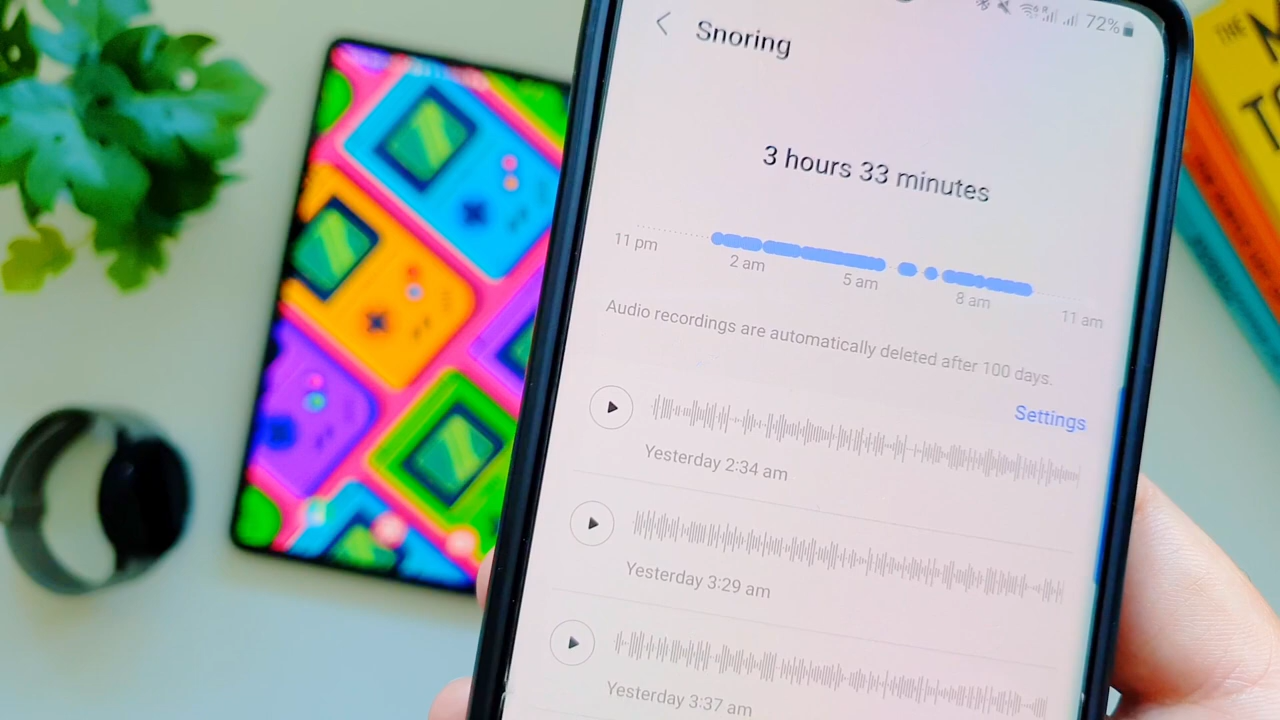 72%
Snoring
3 hours 33 minutes
11 pm
2 am
5 am
8 am
11 am
Audio recordings are automatically deleted after 100 days.
Settings
Yesterday 2:34 am
Yesterday 3:29 am
Yesterday 3:37 am
THE